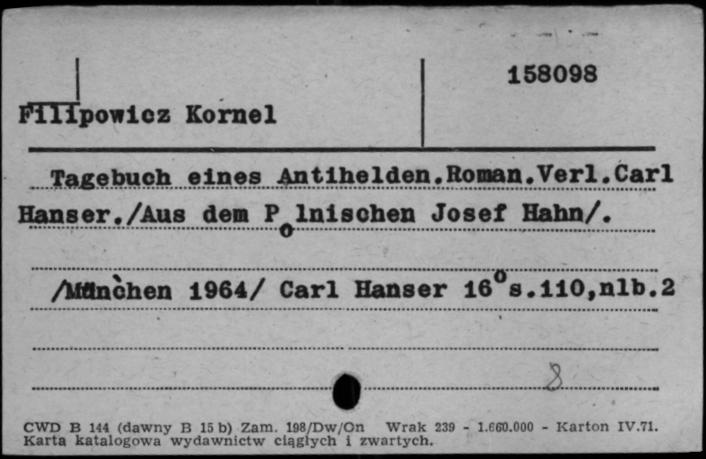 158098
Filipowicz Kornel
Tagebuch eines Antihelden.Roman.Verl.Carl
Hanser./Aus dem Polnischen Josef Hahn/.
/München 1964/ Carl Hanser 16°s.110,nlb.2
8
CWD B 144 (dawny B 15 b) Zam. 198/Dw/On Wrak 239 - 1.660.000 - Karton IV.71.
Karta katalogowa wydawnictw ciągłych i zwartych.